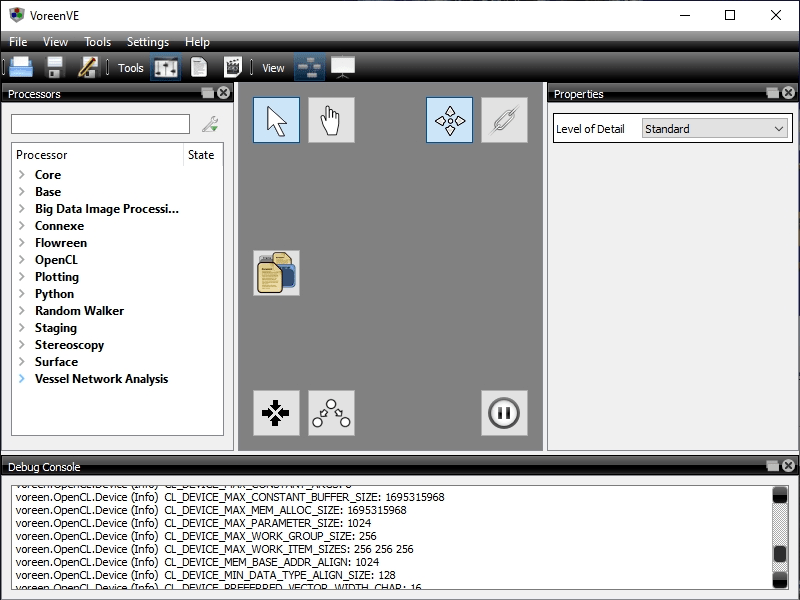 VoreenVE
File View Tools Settings Help
Tools View
Processors
Processor State
Core
Base
Big Data Image Processi...
Connexe
Flowreen
OpenCL
Plotting
Python
Random Walker
Staging
Stereoscopy
Surface
Vessel Network Analysis
Properties
Level of Detail Standard
Debug Console
voreen.OpenCL.Device (Info) CL_DEVICE_MAX_CONSTANT_ARGS: 8
voreen.OpenCL.Device (Info) CL_DEVICE_MAX_CONSTANT_BUFFER_SIZE: 1695315968
voreen.OpenCL.Device (Info) CL_DEVICE_MAX_MEM_ALLOC_SIZE: 1695315968
voreen.OpenCL.Device (Info) CL_DEVICE_MAX_PARAMETER_SIZE: 1024
voreen.OpenCL.Device (Info) CL_DEVICE_MAX_WORK_GROUP_SIZE: 256
voreen.OpenCL.Device (Info) CL_DEVICE_MAX_WORK_ITEM_SIZES: 256 256 256
voreen.OpenCL.Device (Info) CL_DEVICE_MEM_BASE_ADDR_ALIGN: 1024
voreen.OpenCL.Device (Info) CL_DEVICE_MIN_DATA_TYPE_ALIGN_SIZE: 128
voreen.OpenCL.Device (Info) CL_DEVICE_PREFERRED_VECTOR_WIDTH_CHAR: 16